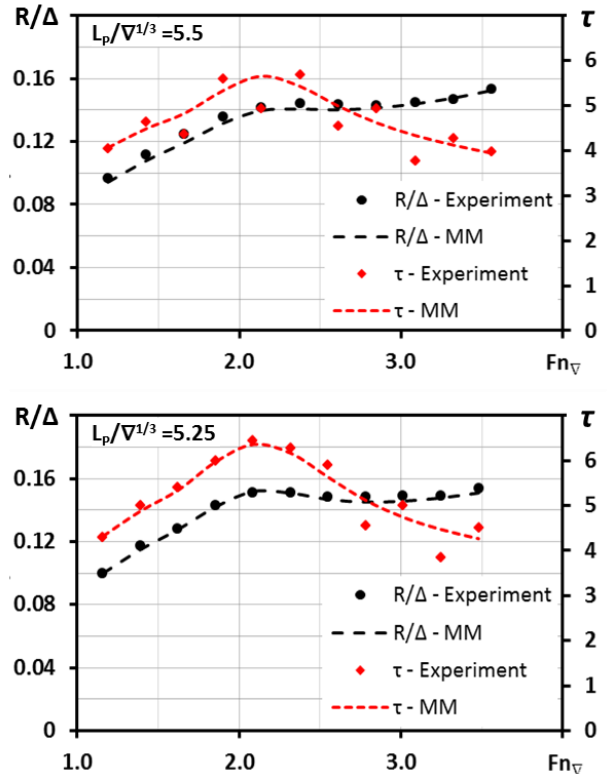 R/Δ
τ
Lp/∇1/3 =5.5
0.16
0.12
0.08
0.04
0
7
6
5
4
3
2
1
0
R/Δ - Experiment
R/Δ - MM
τ - Experiment
τ - MM
1.0
2.0
3.0
Fn∇
R/Δ
τ
Lp/∇1/3 =5.25
0.16
0.12
0.08
0.04
0
7
6
5
4
3
2
1
0
R/Δ - Experiment
R/Δ - MM
τ - Experiment
τ - MM
1.0
2.0
3.0
Fn∇